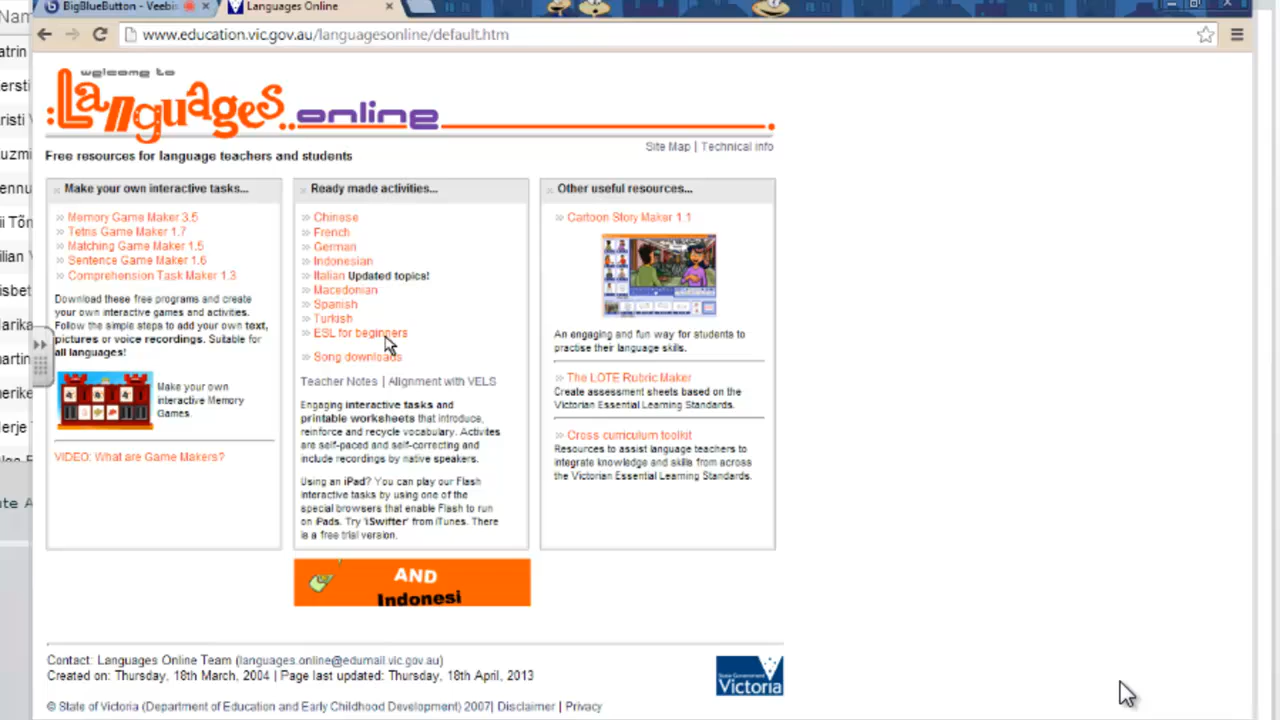 BigBlueButton - Veebi
Languages Online
www.education.vic.gov.au/languagesonline/default.htm
welcome to
:Languages..online
Site Map | Technical info
Free resources for language teachers and students
Make your own interactive tasks...
Memory Game Maker 3.5
Tetris Game Maker 1.7
Matching Game Maker 1.5
Sentence Game Maker 1.6
Comprehension Task Maker 1.3
Download these free programs and create
your own interactive games and activities.
Follow the simple steps to add your own text,
pictures or voice recordings. Suitable for
all languages!
Make your own
interactive Memory
Games.
VIDEO: What are Game Makers?
Ready made activities...
Chinese
French
German
Indonesian
Italian Updated topics!
Macedonian
Spanish
Turkish
ESL for beginners
Song downloads
Teacher Notes | Alignment with VELS
Engaging interactive tasks and
printable worksheets that introduce,
reinforce and recycle vocabulary. Activites
are self-paced and self-correcting and
include recordings by native speakers.
Using an iPad? You can play our Flash
interactive tasks by using one of the
special browsers that enable Flash to run
on iPads. Try 'iSwifter' from iTunes. There
is a free trial version.
AND
Indonesi
Other useful resources...
Cartoon Story Maker 1.1
An engaging and fun way for students to
practise their language skills.
The LOTE Rubric Maker
Create assessment sheets based on the
Victorian Essential Learning Standards.
Cross curriculum toolkit
Resources to assist language teachers to
integrate knowledge and skills from across
the Victorian Essential Learning Standards.
Contact: Languages Online Team (languages.online@edumail.vic.gov.au)
Created on: Thursday, 18th March, 2004 | Page last updated: Thursday, 18th April, 2013
State Government
Victoria
© State of Victoria (Department of Education and Early Childhood Development) 2007| Disclaimer | Privacy